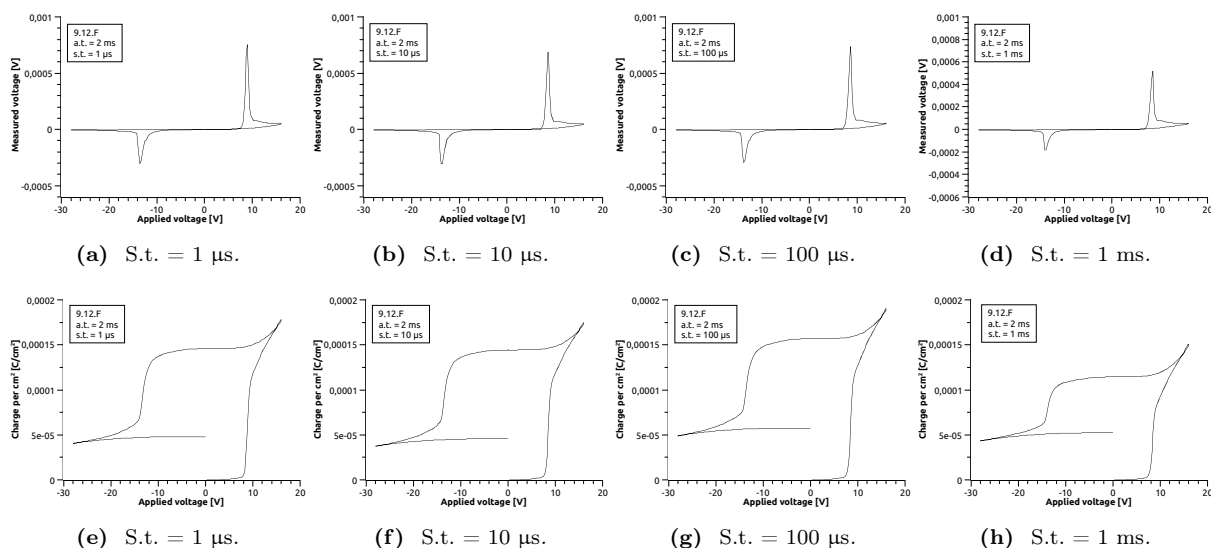 0,001
0,0005
0
-0,0005
Measured voltage [V]
9.12.F
a.t. = 2 ms
s.t. = 1 µs
-30 -20 -10 0 10 20
Applied voltage [V]
(a) S.t. = 1 µs.
0,001
0,0005
0
-0,0005
Measured voltage [V]
9.12.F
a.t. = 2 ms
s.t. = 10 µs
-30 -20 -10 0 10 20
Applied voltage [V]
(b) S.t. = 10 µs.
0,001
0,0005
0
-0,0005
Measured voltage [V]
9.12.F
a.t. = 2 ms
s.t. = 100 µs
-30 -20 -10 0 10 20
Applied voltage [V]
(c) S.t. = 100 µs.
0,001
0,0008
0,0006
0,0004
0,0002
0
-0,0002
-0,0004
-0,0006
Measured voltage [V]
9.12.F
a.t. = 2 ms
s.t. = 1 ms
-30 -20 -10 0 10 20
Applied voltage [V]
(d) S.t. = 1 ms.
0,0002
0,00015
0,0001
5e-05
0
Charge per cm² [C/cm²]
9.12.F
a.t. = 2 ms
s.t. = 1 µs
-30 -20 -10 0 10 20
Applied voltage [V]
(e) S.t. = 1 µs.
0,0002
0,00015
0,0001
5e-05
0
Charge per cm² [C/cm²]
9.12.F
a.t. = 2 ms
s.t. = 10 µs
-30 -20 -10 0 10 20
Applied voltage [V]
(f) S.t. = 10 µs.
0,0002
0,00015
0,0001
5e-05
0
Charge per cm² [C/cm²]
9.12.F
a.t. = 2 ms
s.t. = 100 µs
-30 -20 -10 0 10 20
Applied voltage [V]
(g) S.t. = 100 µs.
0,0002
0,00015
0,0001
5e-05
0
Charge per cm² [C/cm²]
9.12.F
a.t. = 2 ms
s.t. = 1 ms
-30 -20 -10 0 10 20
Applied voltage [V]
(h) S.t. = 1 ms.